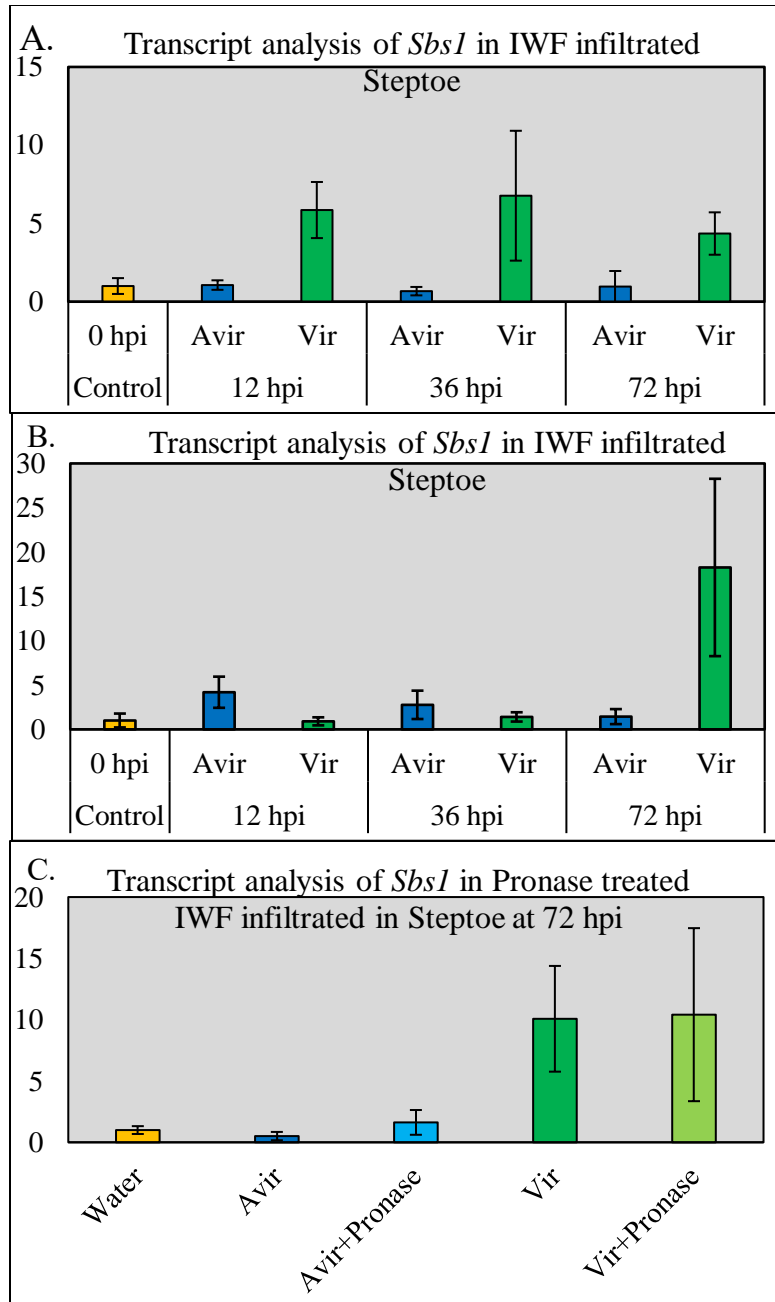 A.
Transcript analysis of Sbs1 in IWF infiltrated
Steptoe
15
10
5
0
0 hpi Avir Vir Avir Vir Avir Vir
Control 12 hpi 36 hpi 72 hpi
B.
Transcript analysis of Sbs1 in IWF infiltrated
Steptoe
30
25
20
15
10
5
0
0 hpi Avir Vir Avir Vir Avir Vir
Control 12 hpi 36 hpi 72 hpi
C.
Transcript analysis of Sbs1 in Pronase treated
IWF infiltrated in Steptoe at 72 hpi
20
15
10
5
0
Water Avir Avir+Pronase Vir Vir+Pronase